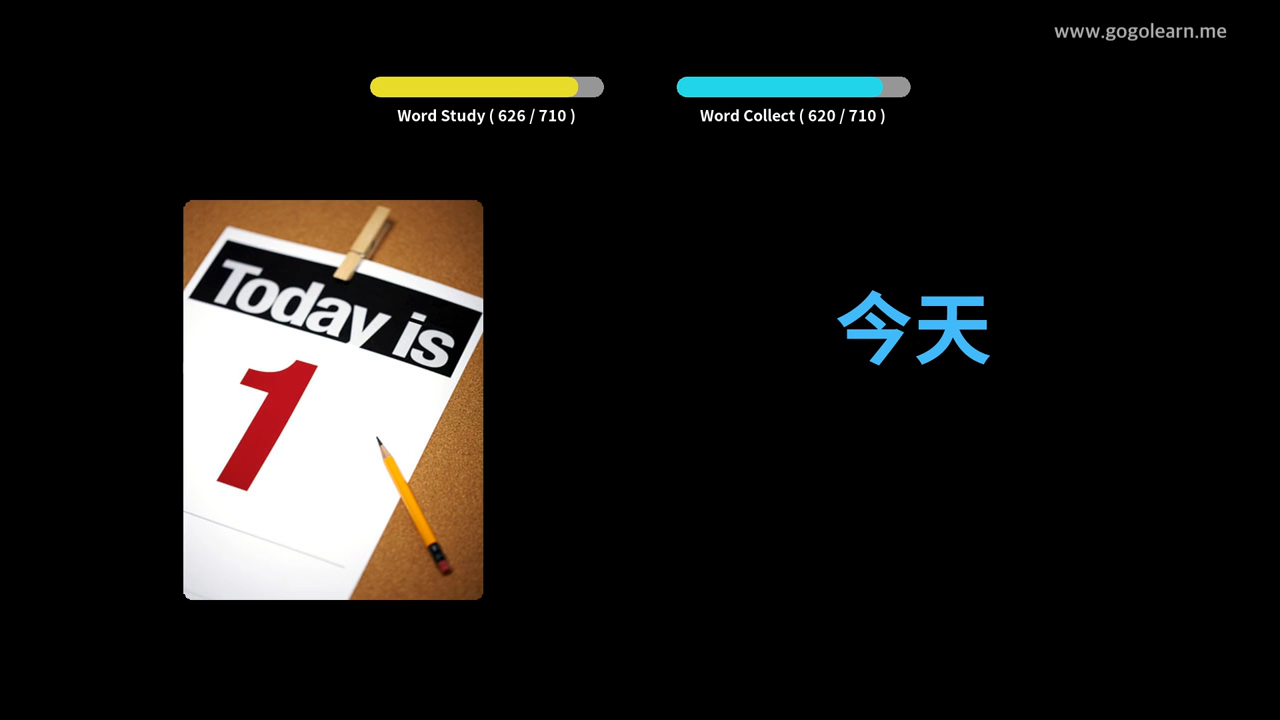 www.gogolearn.me
Word Study ( 626 / 710 )
Word Collect ( 620 / 710 )
Today is
1
今天